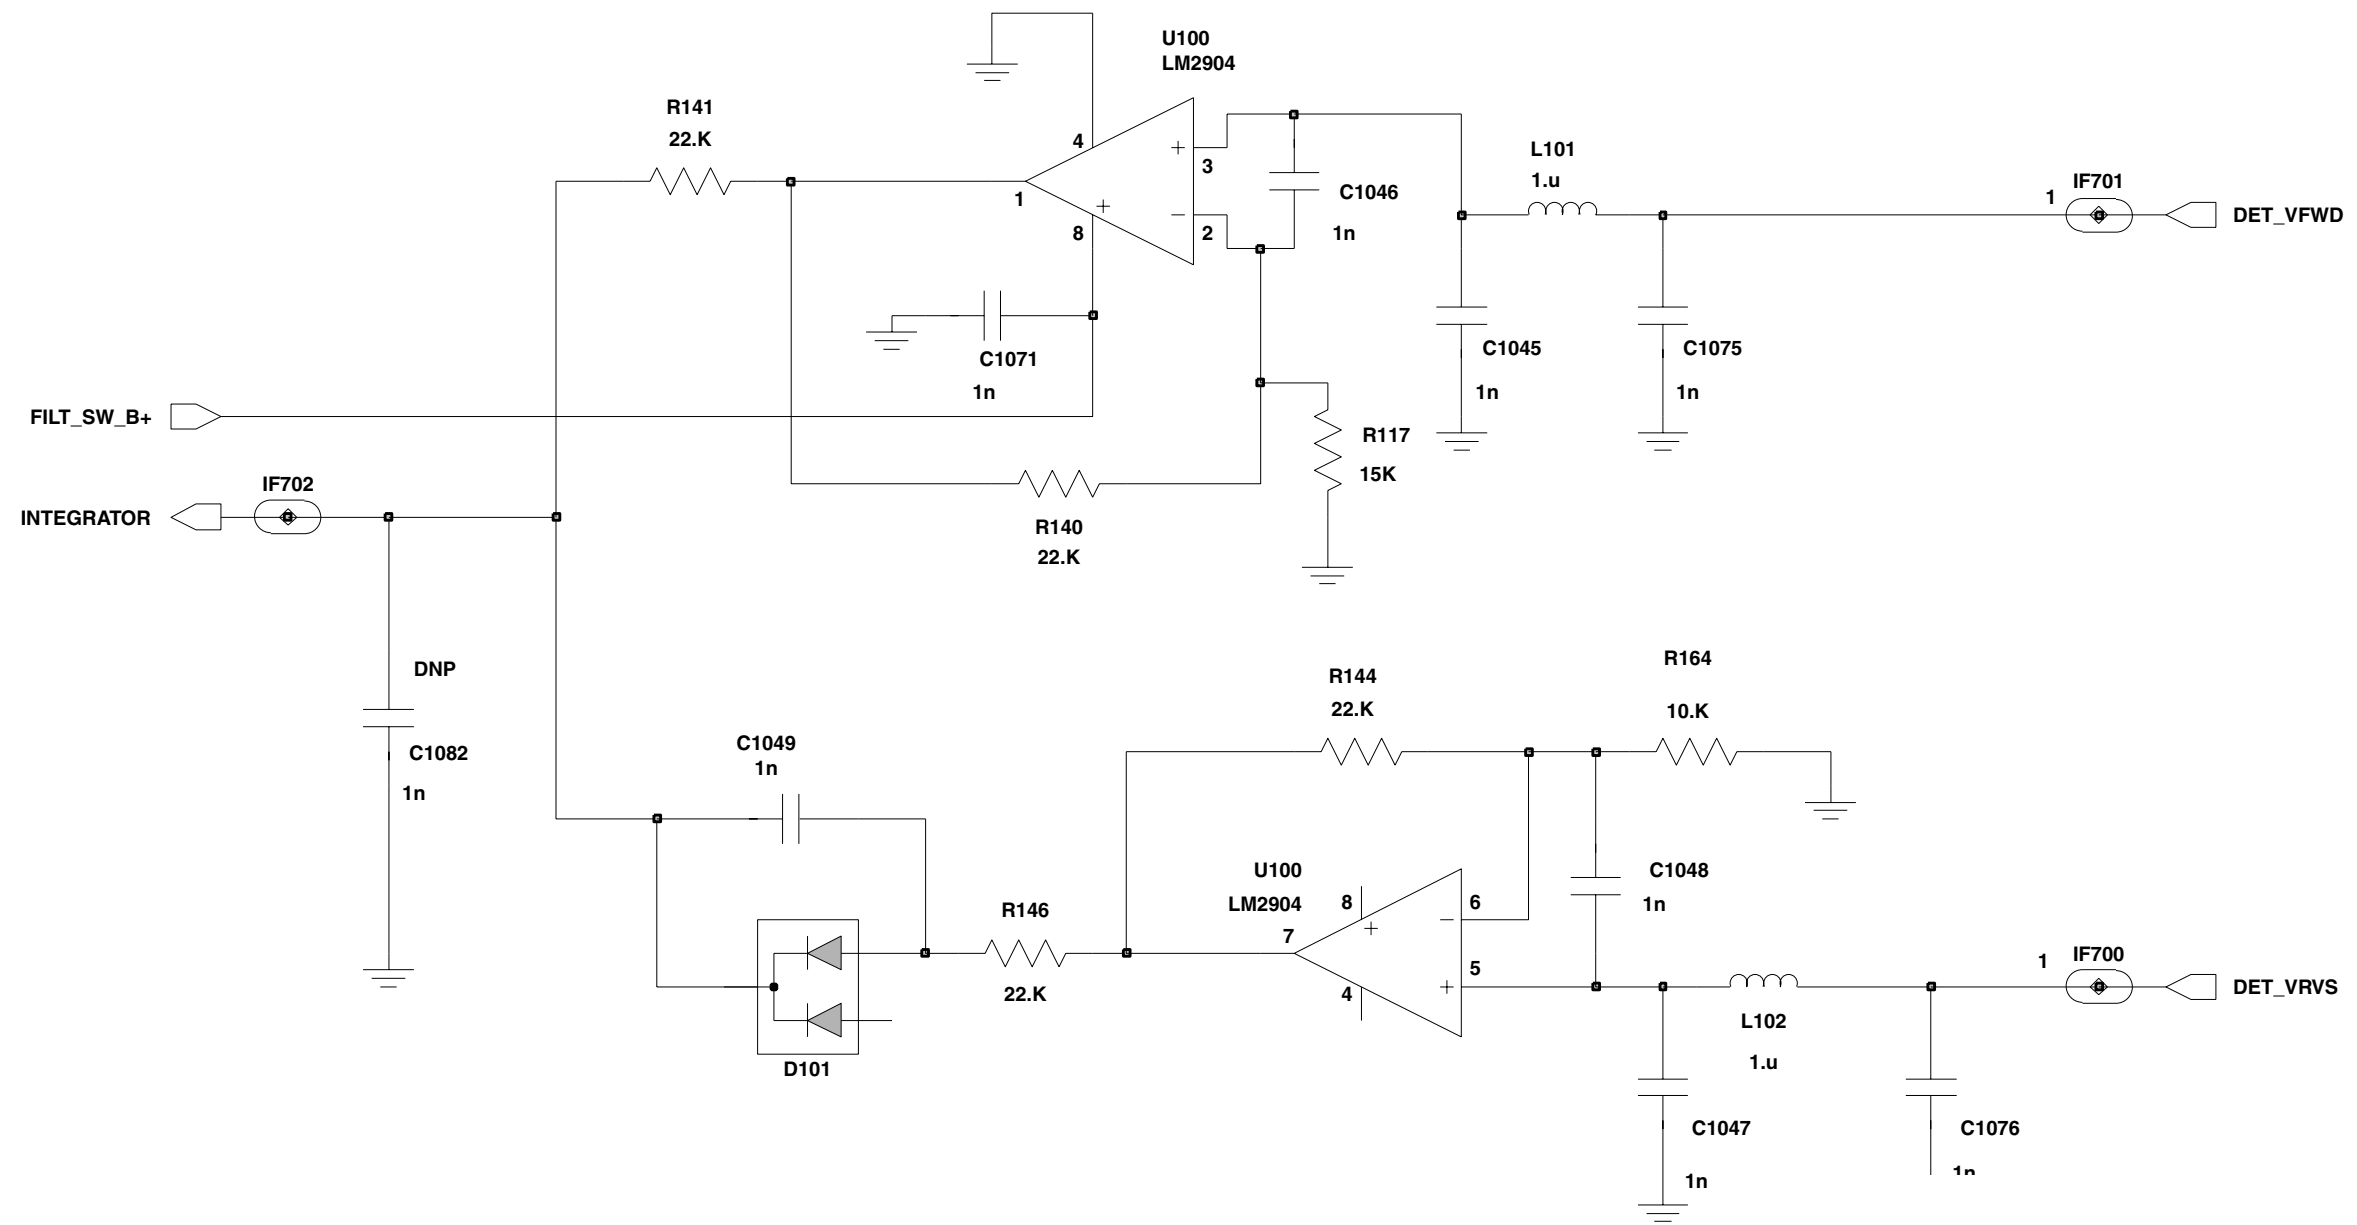 U100
LM2904
R141
22.K
4
+
3
L101
1.u
IF701
1
DET_VFWD
1
+
8
−
2
C1046
1n
C1045
1n
C1075
1n
C1071
1n
FILT_SW_B+
R117
15K
IF702
INTEGRATOR
R140
22.K
DNP
C1082
1n
R144
22.K
R164
10.K
C1049
1n
U100
LM2904
8
+
7
4
6
−
5
+
C1048
1n
R146
22.K
1
IF700
DET_VRVS
L102
1.u
D101
C1047
1n
C1076
1n